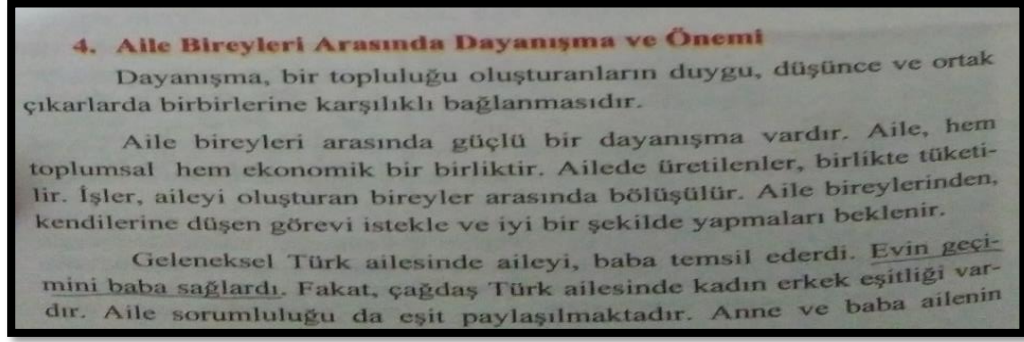 4. Aile Bireyleri Arasında Dayanışma ve Önemi
Dayanışma, bir topluluğu oluşturanların duygu, düşünce ve ortak
çıkarlarda birbirlerine karşılıklı bağlanmasıdır.
Aile bireyleri arasında güçlü bir dayanışma vardır. Aile, hem
toplumsal hem ekonomik bir birliktir. Ailede üretilenler, birlikte tüketi-
lir. İşler, aileyi oluşturan bireyler arasında bölüşülür. Aile bireylerinden,
kendilerine düşen görevi istekle ve iyi bir şekilde yapmaları beklenir.
Geleneksel Türk ailesinde aileyi, baba temsil ederdi. Evin geçi-
mini baba sağlardı. Fakat, çağdaş Türk ailesinde kadın erkek eşitliği var-
dır. Aile sorumluluğu da eşit paylaşılmaktadır. Anne ve baba ailenin